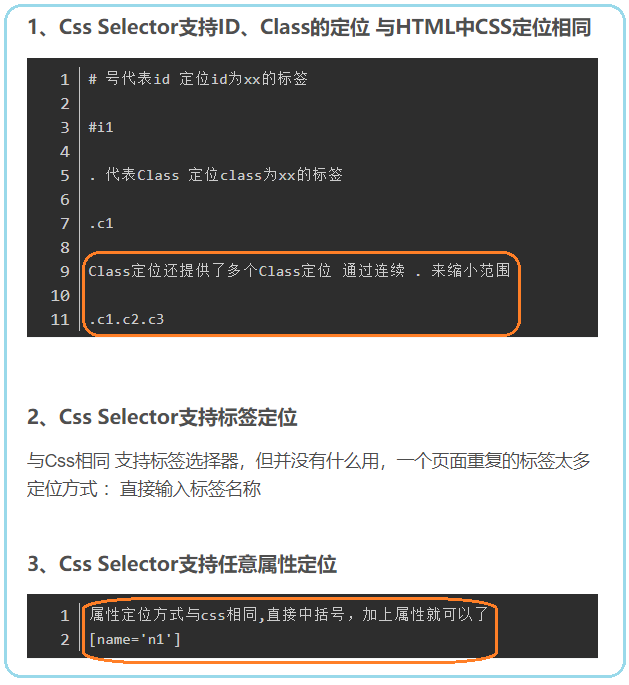 1、Css Selector支持ID、Class的定位 与HTML中CSS定位相同
1 # 号代表id 定位id为xx的标签
2
3 #i1
4
5 . 代表Class 定位class为xx的标签
6
7 .c1
8
9 Class定位还提供了多个Class定位 通过连续 . 来缩小范围
10
11 .c1.c2.c3
2、Css Selector支持标签定位
与Css相同 支持标签选择器，但并没有什么用，一个页面重复的标签太多
定位方式 ：直接输入标签名称
3、Css Selector支持任意属性定位
1 属性定位方式与css相同,直接中括号，加上属性就可以了
2 [name='n1']